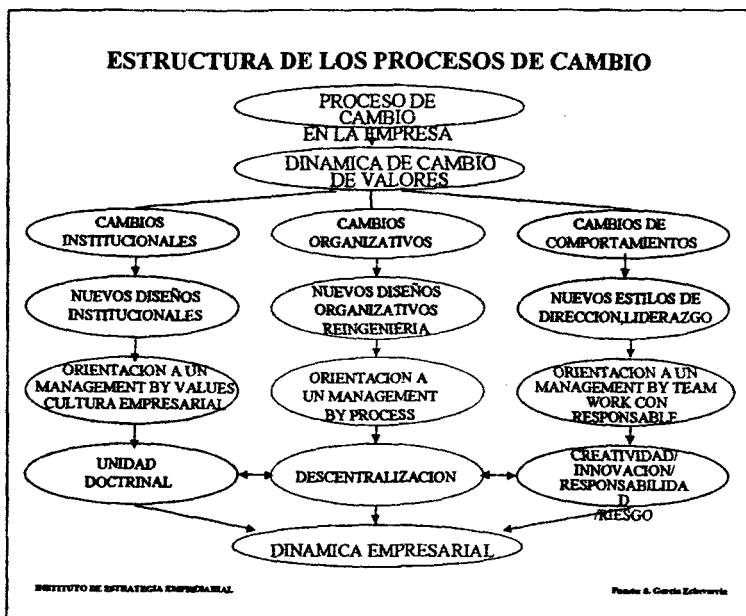 ESTRUCTURA DE LOS PROCESOS DE CAMBIO
PROCESO DE
CAMBIO
EN LA EMPRESA
DINAMICA DE CAMBIO
DE VALORES
CAMBIOS
INSTITUCIONALES
CAMBIOS
ORGANIZATIVOS
CAMBIOS DE
COMPORTAMIENTOS
NUEVOS DISEÑOS
INSTITUCIONALES
NUEVOS DISEÑOS
ORGANIZATIVOS
REINGENIERIA
NUEVOS ESTILOS DE
DIRECCION,LIDERAZGO
ORIENTACION A UN
MANAGEMENT BY VALUES
CULTURA EMPRESARIAL
ORIENTACION A
UN MANAGEMENT
BY PROCESS
ORIENTACION A UN
MANAGEMENT BY TEAM
WORK CON
RESPONSABLE
UNIDAD
DOCTRINAL
DESCENTRALIZACION
CREATIVIDAD/
INNOVACION/
RESPONSABILIDA
D
/RIESGO
DINAMICA EMPRESARIAL
INSTITUTO DE ESTRATEGIA EMPRESARIAL
Fuente: S. García Echevarría